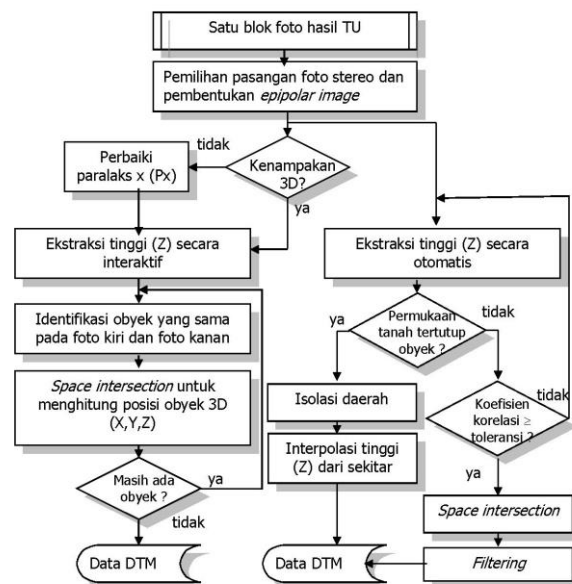 Satu blok foto hasil TU
Pemilihan pasangan foto stereo dan
pembentukan epipolar image
tidak
Perbaiki
paralaks x (Px)
Kenampakan
3D?
ya
Ekstraksi tinggi (Z) secara
interaktif
Identifikasi obyek yang sama
pada foto kiri dan foto kanan
Space intersection untuk
menghitung posisi obyek 3D
(X,Y,Z)
Masih ada
obyek ?
ya
tidak
Data DTM
Ekstraksi tinggi (Z) secara
otomatis
ya
Permukaan
tanah tertutup
obyek ?
tidak
Isolasi daerah
Interpolasi tinggi
(Z) dari sekitar
Data DTM
tidak
Koefisien
korelasi ≥
toleransi ?
ya
Space intersection
Filtering